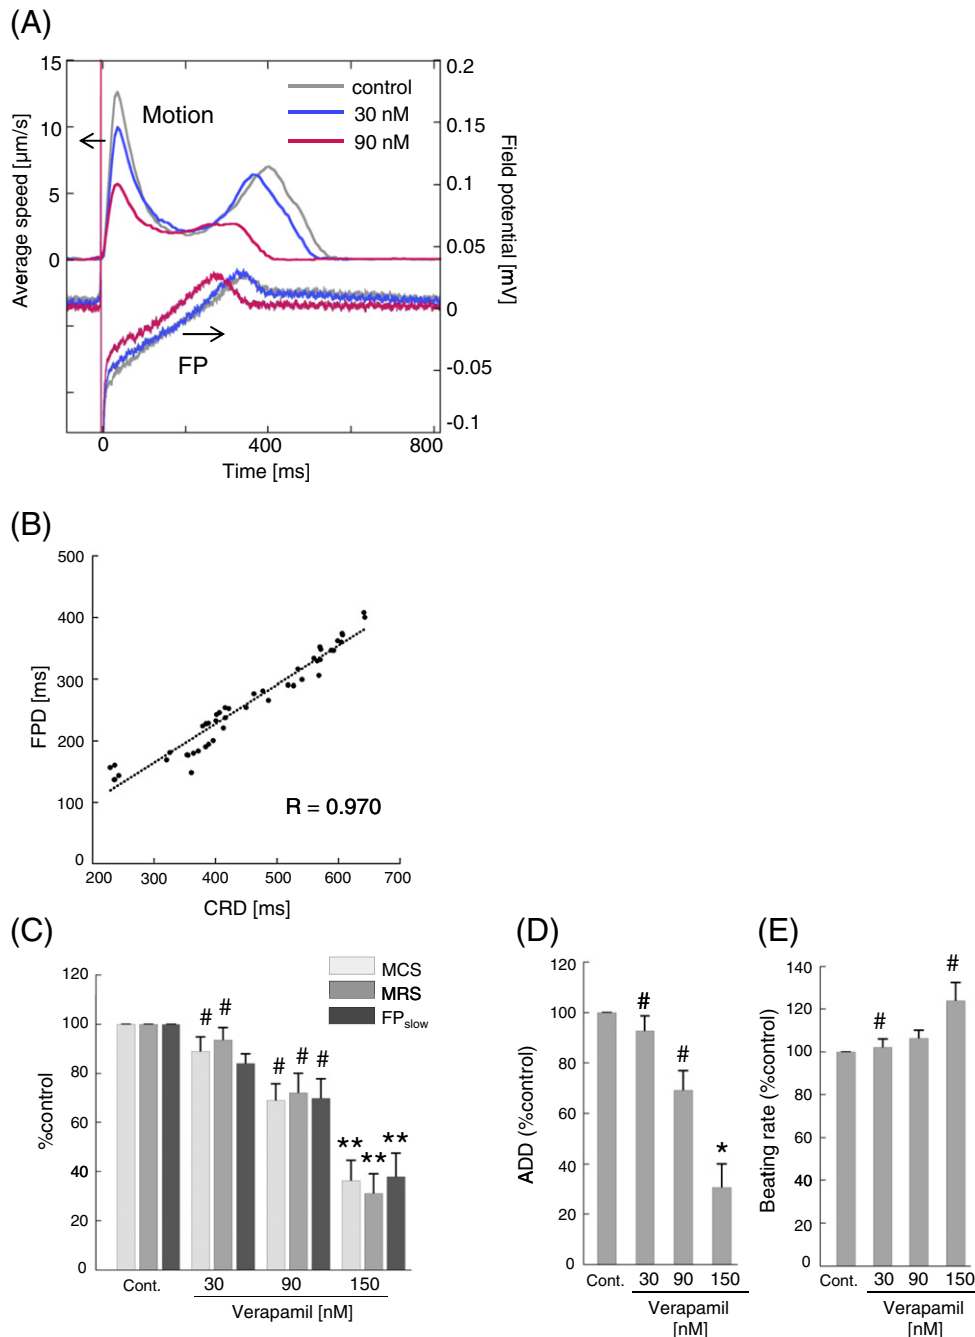 (A)
15
10
5
0
Average speed [μm/s]
Motion
control
30 nM
90 nM
FP
0.2
0.15
0.1
0.05
0
-0.05
-0.1
Field potential [mV]
0
400
800
Time [ms]
(B)
500
400
300
200
100
0
FPD [ms]
R = 0.970
200
300
400
500
600
700
CRD [ms]
(C)
120
100
80
60
40
20
0
%control
MCS
MRS
FPslow
# #
# # #
** ** **
Cont.
30
90
150
Verapamil [nM]
(D)
120
100
80
60
40
20
0
ADD (%control)
#
#
*
Cont.
30
90
150
Verapamil
[nM]
(E)
140
120
100
80
60
40
20
0
Beating rate (%control)
#
#
Cont.
30
90
150
Verapamil
[nM]